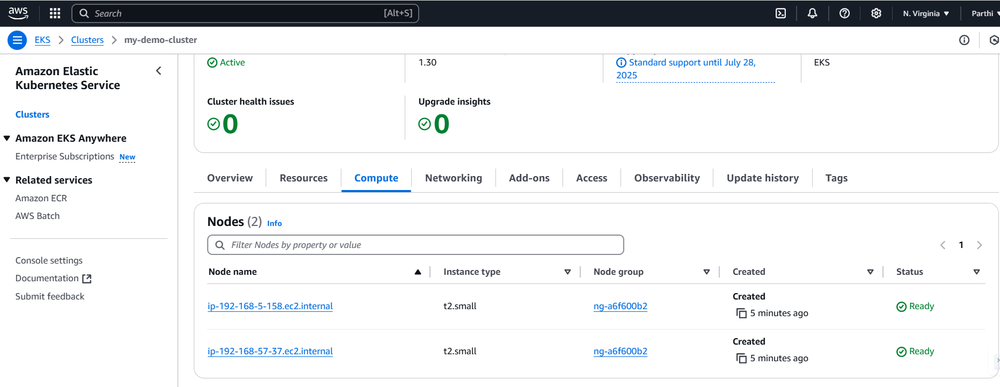 aws
Search [Alt+S]
N. Virginia
Parthi
EKS
Clusters
my-demo-cluster
Amazon Elastic
Kubernetes Service
Clusters
Amazon EKS Anywhere
Enterprise Subscriptions New
Related services
Amazon ECR
AWS Batch
Console settings
Documentation
Submit feedback
Active
1.30
Standard support until July 28,
2025
EKS
Cluster health issues
0
Upgrade insights
0
Overview
Resources
Compute
Networking
Add-ons
Access
Observability
Update history
Tags
Nodes (2) Info
Filter Nodes by property or value
1
Node name
Instance type
Node group
Created
Status
ip-192-168-5-158.ec2.internal
t2.small
ng-a6f600b2
Created
5 minutes ago
Ready
ip-192-168-57-37.ec2.internal
t2.small
ng-a6f600b2
Created
5 minutes ago
Ready